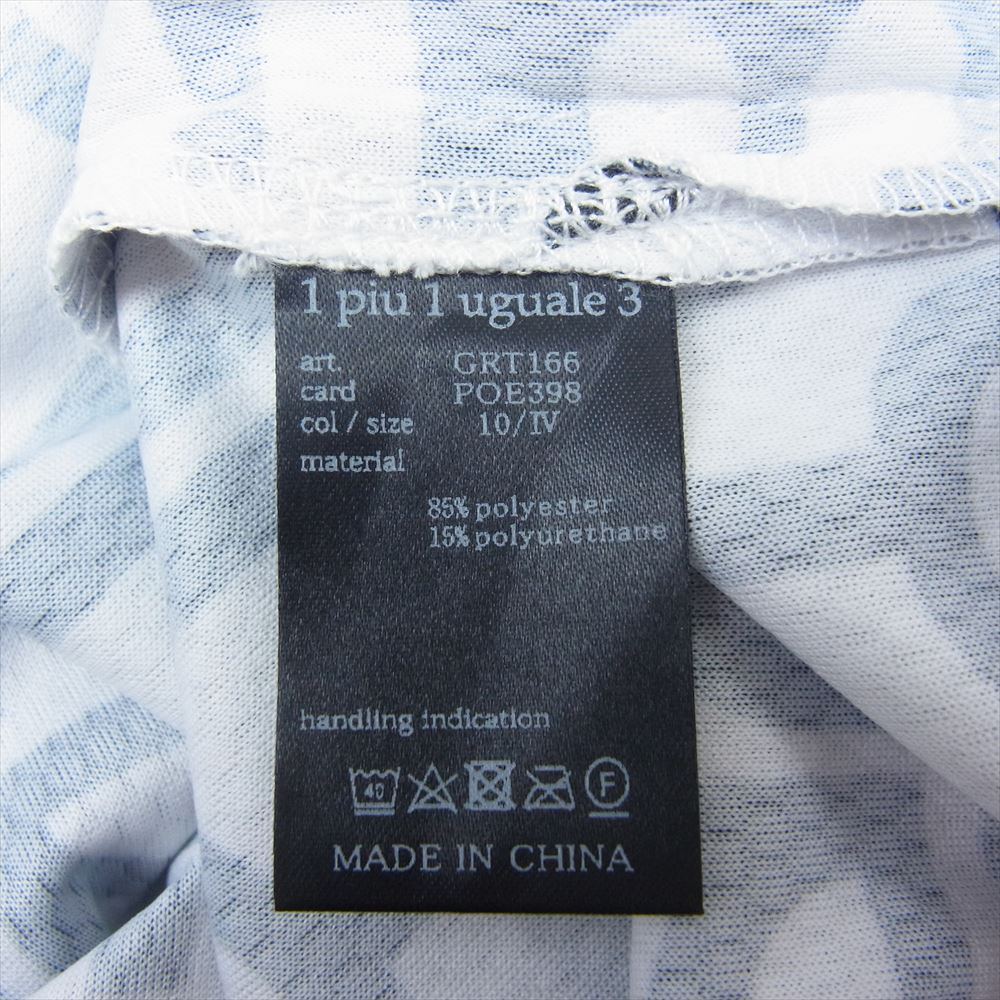 1 piu 1 uguale 3
art. GRT166
card POE398
col / size 10/IV
material
85% polyester
15% polyurethane
handling indication
40 F
MADE IN CHINA